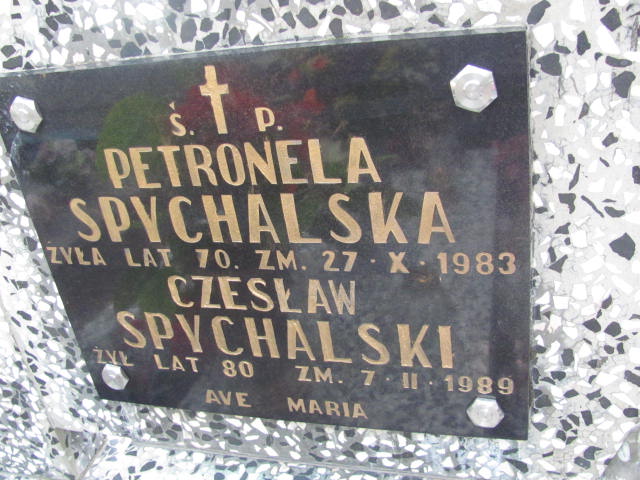 Ś. P.
PETRONELA
SPYCHALSKA
ŻYŁA LAT 70. ZM. 27 · X · 1983
CZESŁAW
SPYCHALSKI
ŻYŁ LAT 80 ZM. 7 · II · 1989
AVE MARIA